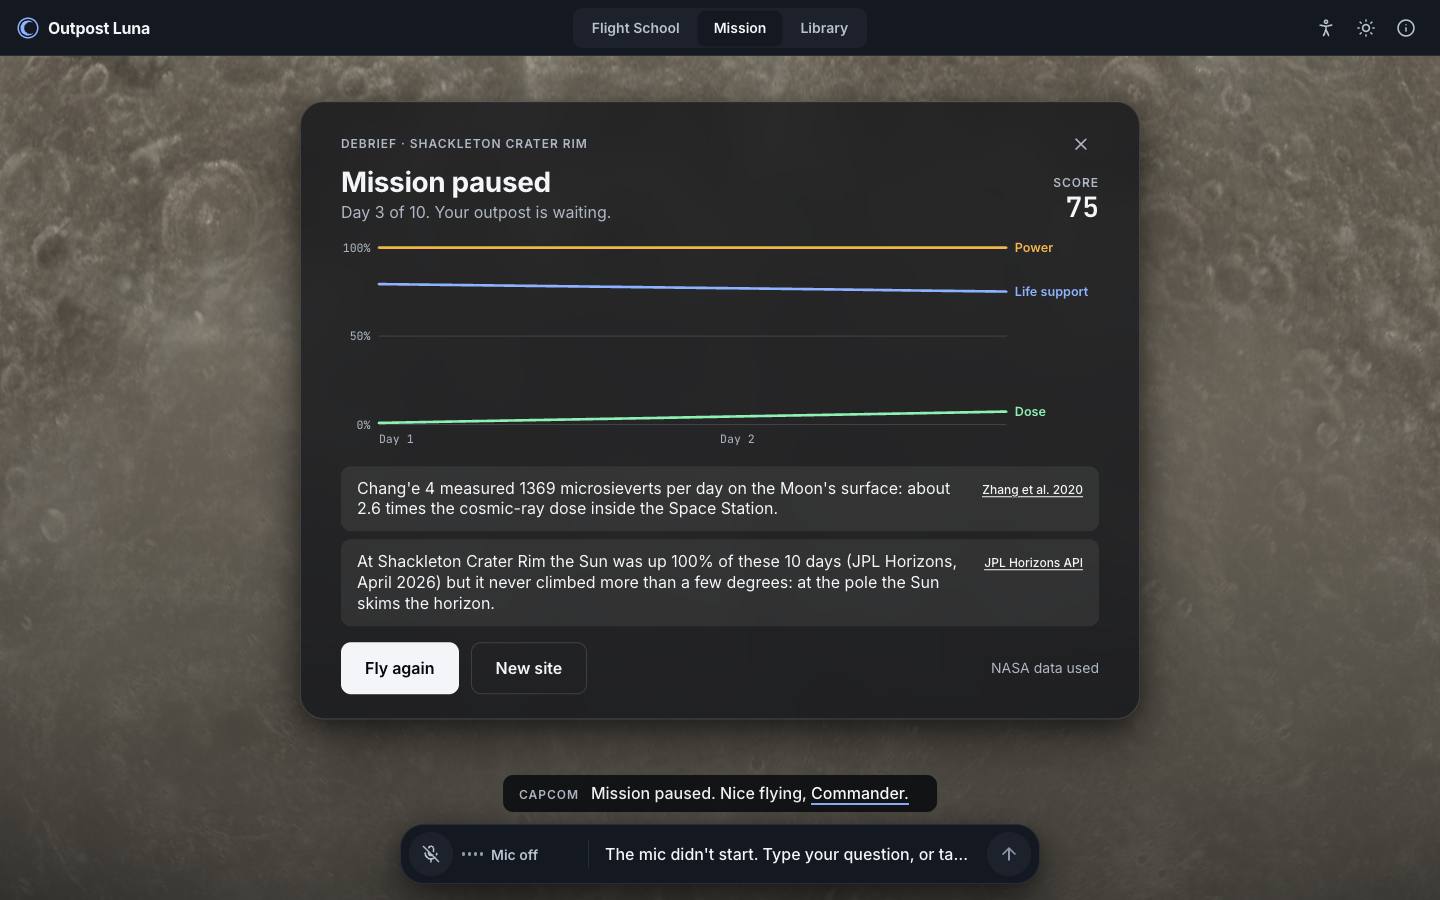 Outpost Luna
Flight School
Mission
Library
DEBRIEF · SHACKLETON CRATER RIM
Mission paused
Day 3 of 10. Your outpost is waiting.
SCORE
75
100%
Power
Life support
50%
Dose
0%
Day 1
Day 2
Chang'e 4 measured 1369 microsieverts per day on the Moon's surface: about
2.6 times the cosmic-ray dose inside the Space Station.
Zhang et al. 2020
At Shackleton Crater Rim the Sun was up 100% of these 10 days (JPL Horizons,
April 2026) but it never climbed more than a few degrees: at the pole the Sun
skims the horizon.
JPL Horizons API
Fly again
New site
NASA data used
CAPCOM Mission paused. Nice flying, Commander.
Mic off
The mic didn't start. Type your question, or ta...